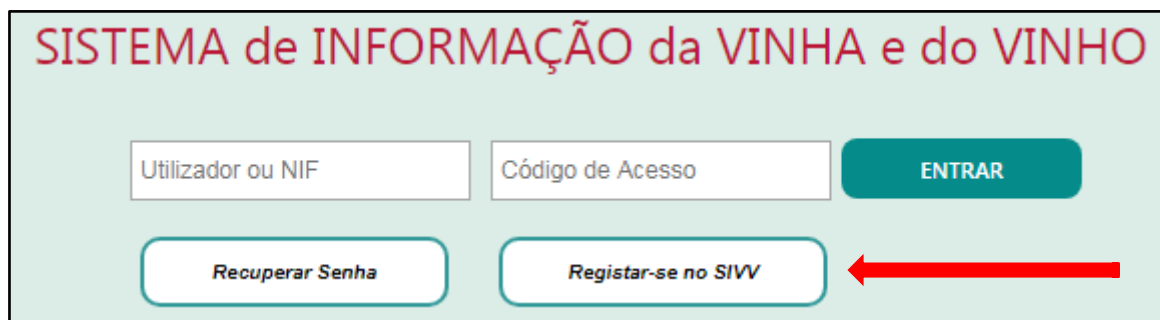 SISTEMA de INFORMAÇÃO da VINHA e do VINHO
Utilizador ou NIF Código de Acesso ENTRAR
Recuperar Senha Registar-se no SIVV